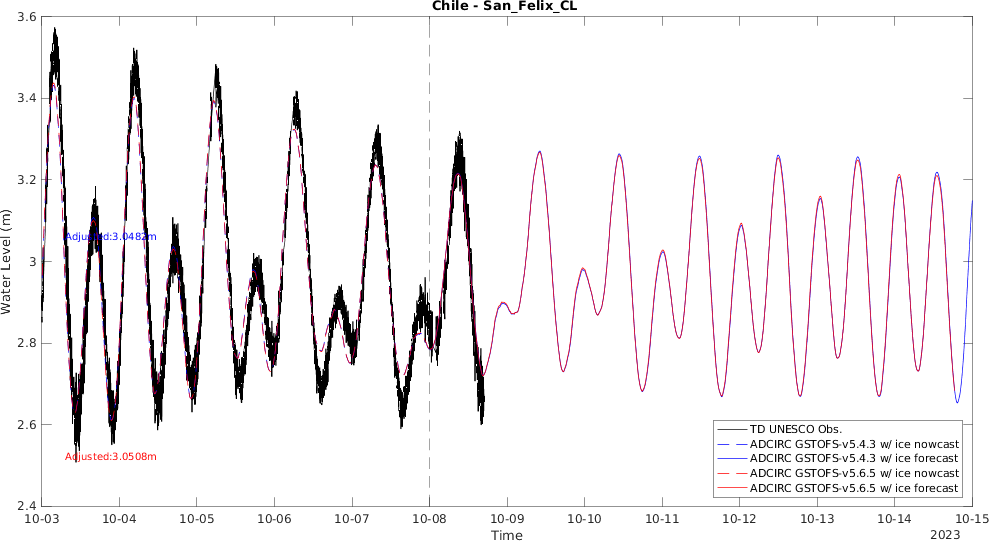 Chile - San_Felix_CL
3.6
3.4
3.2
3
2.8
2.6
2.4
Water Level (m)
Adjusted:3.0482m
Adjusted:3.0508m
TD UNESCO Obs.
ADCIRC GSTOFS-v5.4.3 w/ ice nowcast
ADCIRC GSTOFS-v5.4.3 w/ ice forecast
ADCIRC GSTOFS-v5.6.5 w/ ice nowcast
ADCIRC GSTOFS-v5.6.5 w/ ice forecast
10-03 10-04 10-05 10-06 10-07 10-08 10-09 10-10 10-11 10-12 10-13 10-14 10-15
Time
2023